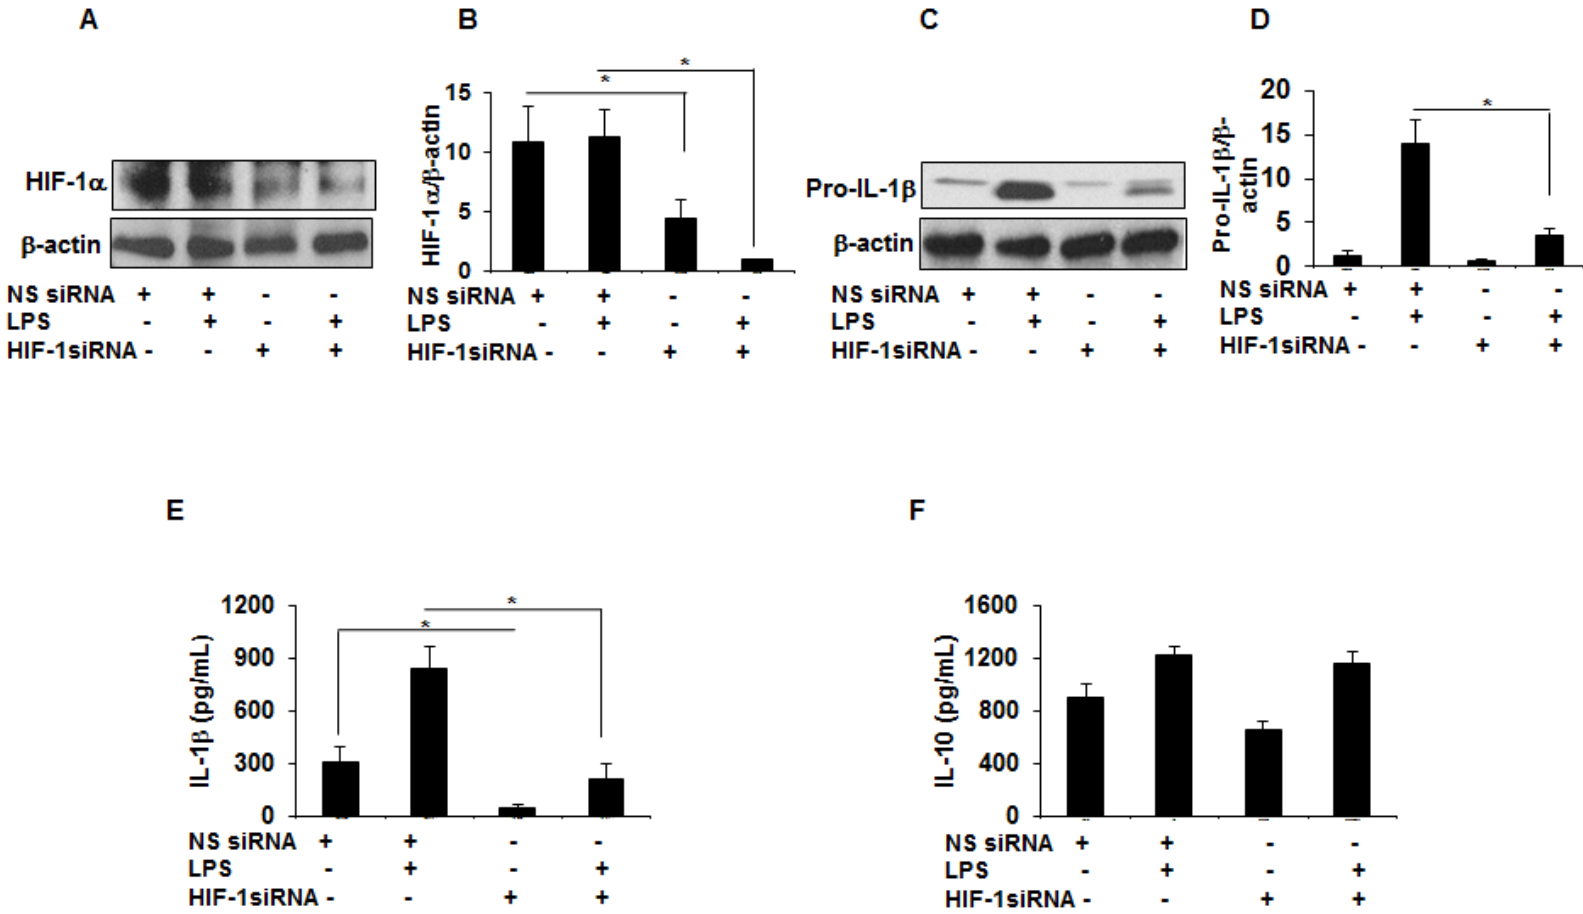 A
HIF-1α
β-actin
NS siRNA + + - -
LPS - + - +
HIF-1siRNA - - + +
B
* 
*
HIF-1α/β-actin
15
10
5
0
NS siRNA + + - -
LPS - + - +
HIF-1siRNA - - + +
C
Pro-IL-1β
β-actin
NS siRNA + + - -
LPS - + - +
HIF-1siRNA - - + +
D
*
Pro-IL-1β/β-
actin
20
15
10
5
0
NS siRNA + + - -
LPS - + - +
HIF-1siRNA - - + +
E
*
*
IL-1β (pg/mL)
1200
900
600
300
0
NS siRNA + + - -
LPS - + - +
HIF-1siRNA - - + +
F
IL-10 (pg/mL)
1600
1200
800
400
0
NS siRNA + + - -
LPS - + - +
HIF-1siRNA - - + +